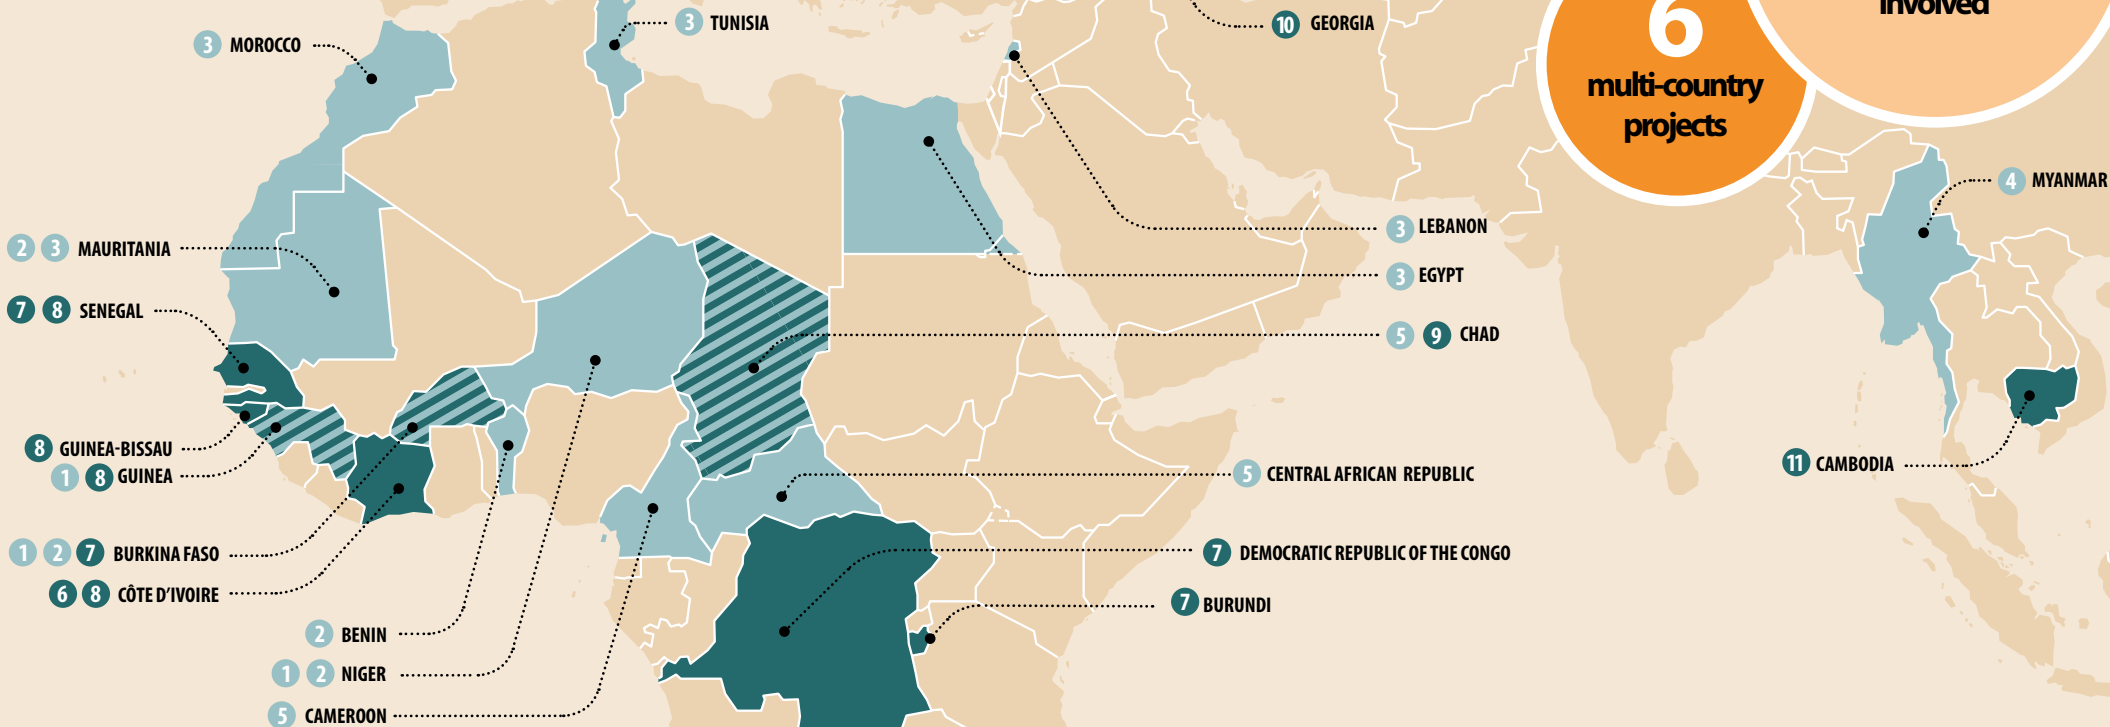 involved
6
multi-country
projects
3 TUNISIA
10 GEORGIA
3 MOROCCO
4 MYANMAR
3 LEBANON
2 3 MAURITANIA
3 EGYPT
7 8 SENEGAL
5 9 CHAD
8 GUINEA-BISSAU
1 8 GUINEA
11 CAMBODIA
5 CENTRAL AFRICAN REPUBLIC
1 2 7 BURKINA FASO
7 DEMOCRATIC REPUBLIC OF THE CONGO
6 8 CÔTE D'IVOIRE
7 BURUNDI
2 BENIN
1 2 NIGER
5 CAMEROON